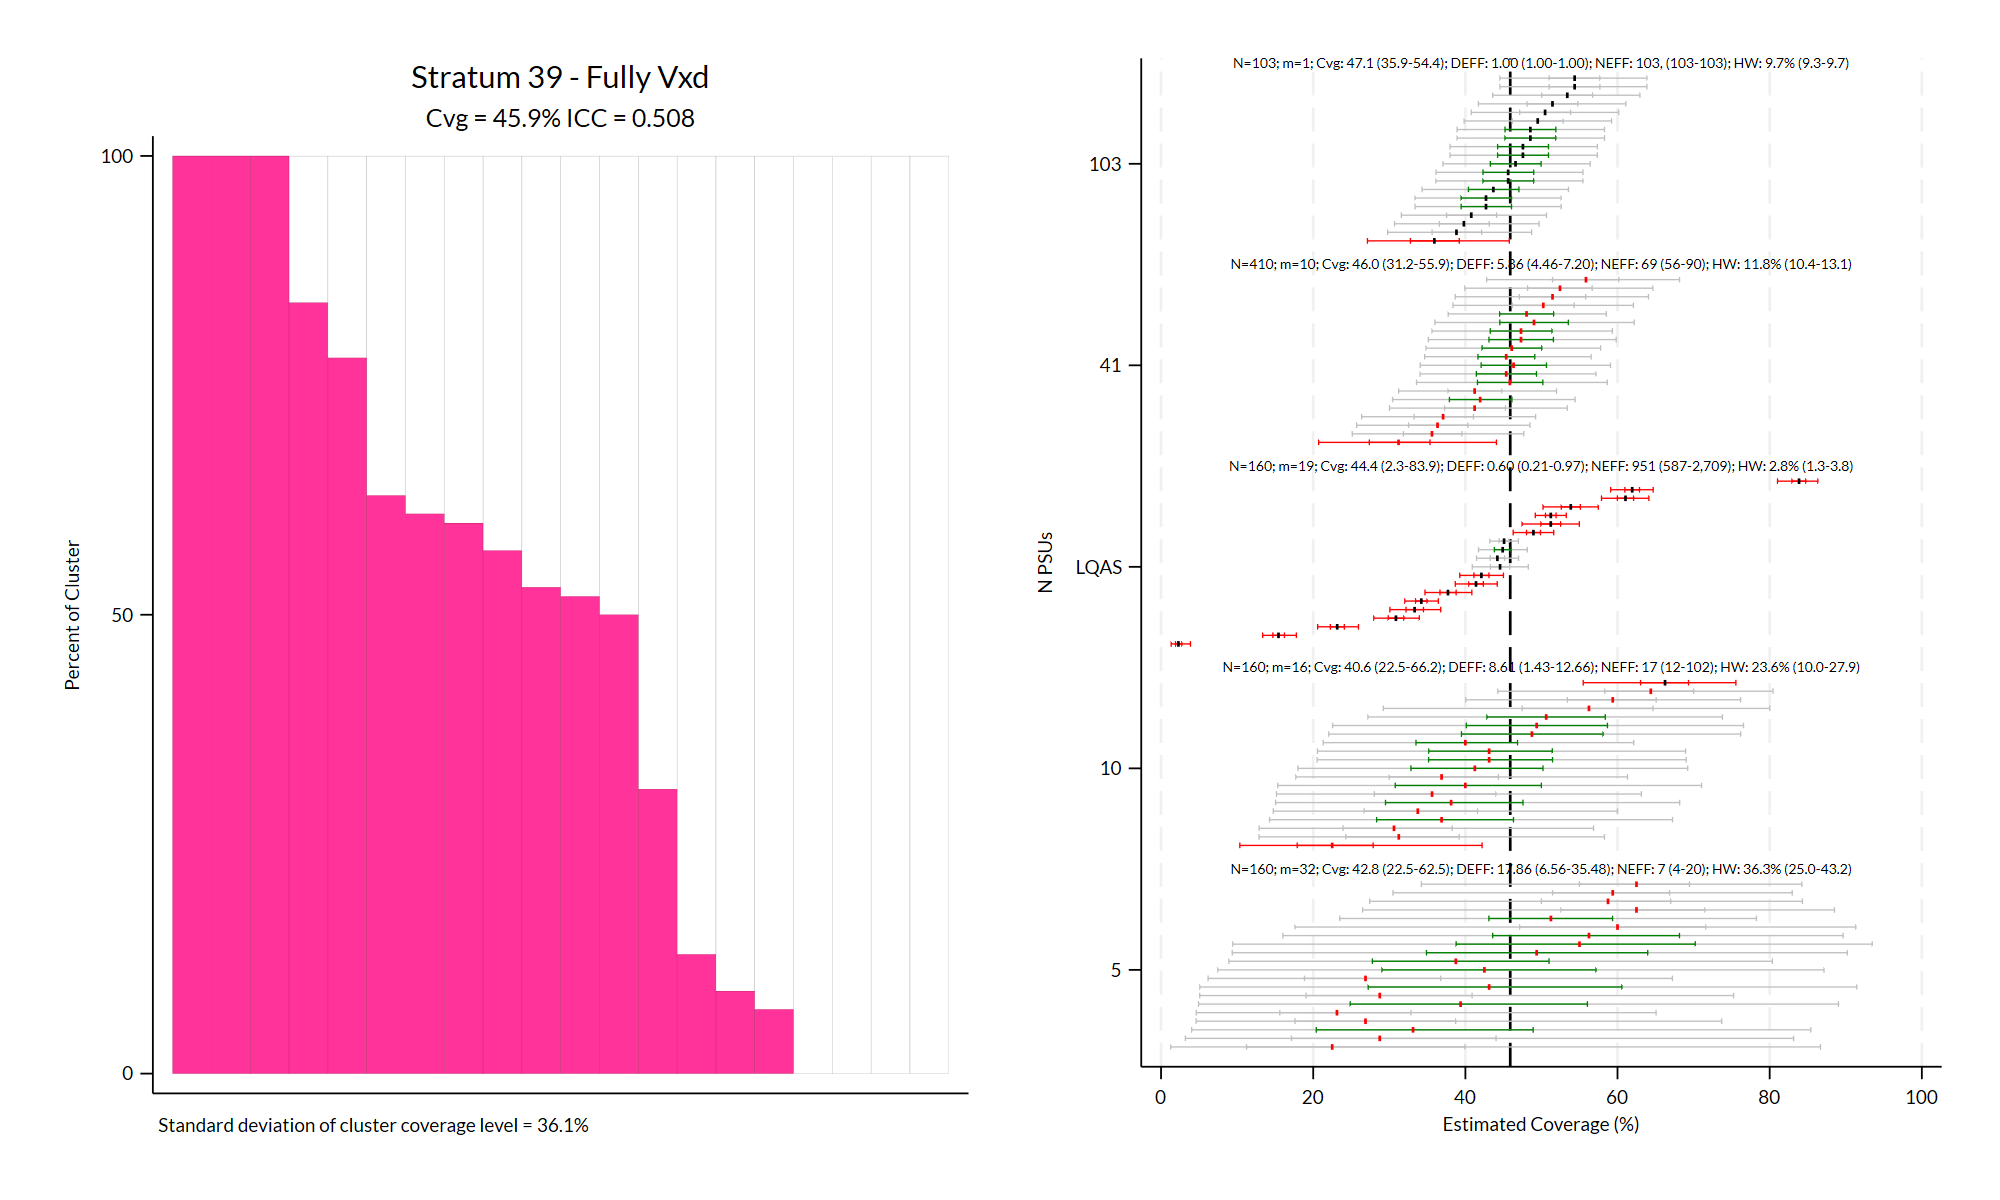 Stratum 39 - Fully Vxd
Cvg = 45.9% ICC = 0.508
100
50
0
Percent of Cluster
Standard deviation of cluster coverage level = 36.1%
N=103; m=1; Cvg: 47.1 (35.9-54.4); DEFF: 1.00 (1.00-1.00); NEFF: 103, (103-103); HW: 9.7% (9.3-9.7)
103
N=410; m=10; Cvg: 46.0 (31.2-55.9); DEFF: 5.86 (4.46-7.20); NEFF: 69 (56-90); HW: 11.8% (10.4-13.1)
41
N=160; m=19; Cvg: 44.4 (2.3-83.9); DEFF: 0.60 (0.21-0.97); NEFF: 951 (587-2,709); HW: 2.8% (1.3-3.8)
LQAS
N=160; m=16; Cvg: 40.6 (22.5-66.2); DEFF: 8.61 (1.43-12.66); NEFF: 17 (12-102); HW: 23.6% (10.0-27.9)
10
N=160; m=32; Cvg: 42.8 (22.5-62.5); DEFF: 17.86 (6.56-35.48); NEFF: 7 (4-20); HW: 36.3% (25.0-43.2)
5
N PSUs
0 20 40 60 80 100
Estimated Coverage (%)